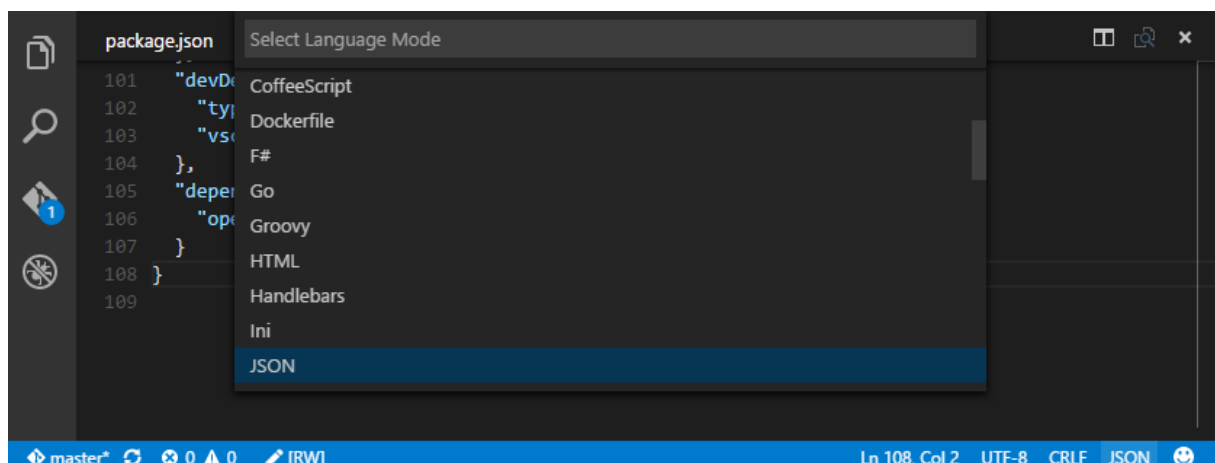 package.json
Select Language Mode
101 "devDe
102 "typ
103 "vsc
104 },
105 "deper
106 "ope
107 }
108 }
109
CoffeeScript
Dockerfile
F#
Go
Groovy
HTML
Handlebars
Ini
JSON
1
master* 0 0 [RW] Ln 108, Col 2 UTF-8 CRLF JSON